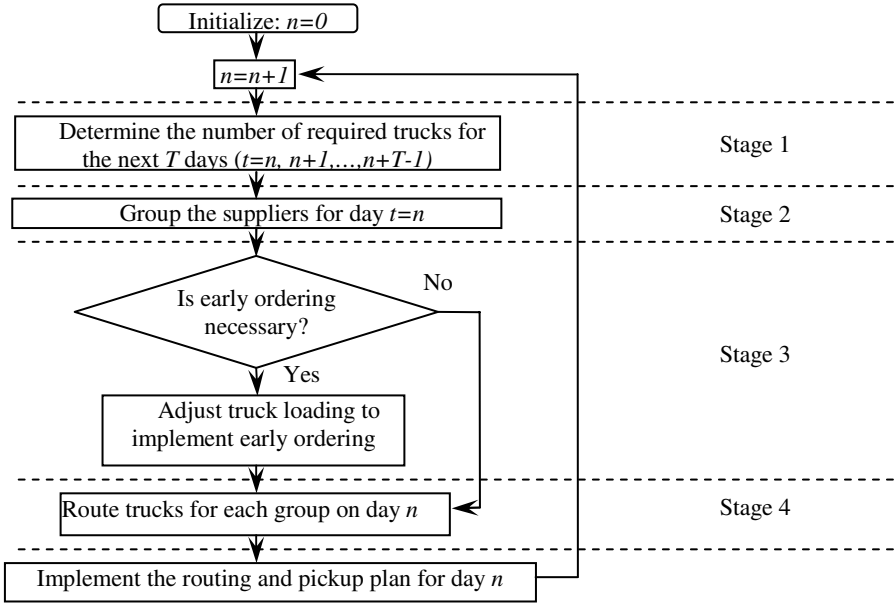 Initialize: n=0
n=n+1
Determine the number of required trucks for
the next T days (t=n, n+1,...,n+T-1)
Stage 1
Group the suppliers for day t=n
Stage 2
Is early ordering
necessary?
No
Yes
Stage 3
Adjust truck loading to
implement early ordering
Route trucks for each group on day n
Stage 4
Implement the routing and pickup plan for day n